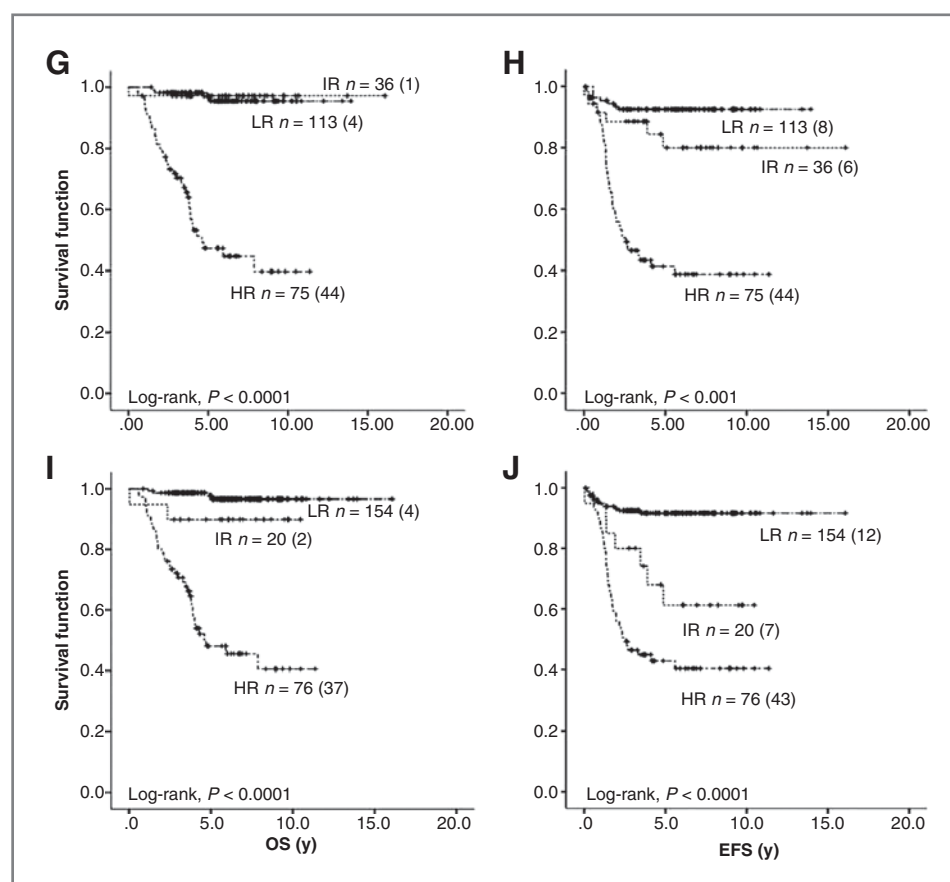 G
1.0
0.8
0.6
0.4
0.2
0.0
Survival function
IR n = 36 (1)
LR n = 113 (4)
HR n = 75 (44)
Log-rank, P < 0.0001
.00 5.00 10.00 15.00 20.00
H
1.0
0.8
0.6
0.4
0.2
0.0
LR n = 113 (8)
IR n = 36 (6)
HR n = 75 (44)
Log-rank, P < 0.001
.00 5.00 10.00 15.00 20.00
I
1.0
0.8
0.6
0.4
0.2
0.0
Survival function
LR n = 154 (4)
IR n = 20 (2)
HR n = 76 (37)
Log-rank, P < 0.0001
.0 5.0 10.0 15.0 20.0
OS (y)
J
1.0
0.8
0.6
0.4
0.2
0.0
LR n = 154 (12)
IR n = 20 (7)
HR n = 76 (43)
Log-rank, P < 0.0001
.0 5.0 10.0 15.0 20.0
EFS (y)